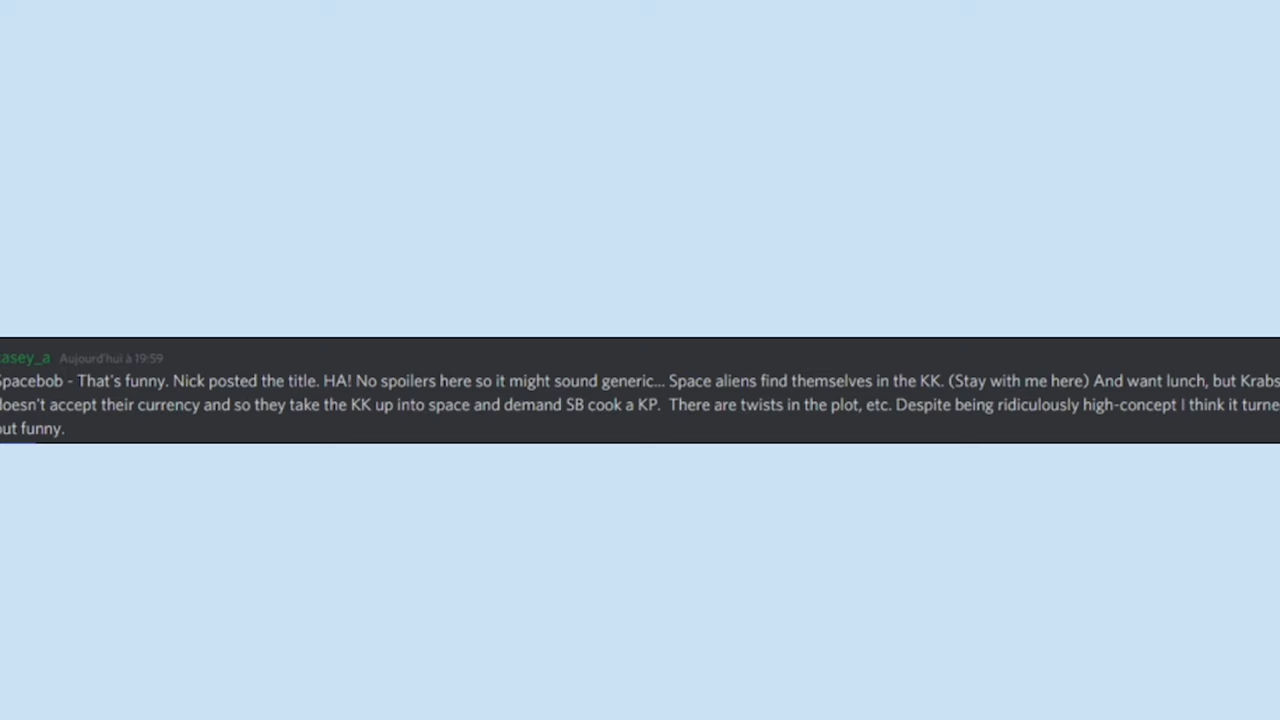 casey_a Aujourd'hui à 19:59
Spacebob - That's funny. Nick posted the title. HA! No spoilers here so it might sound generic... Space aliens find themselves in the KK. (Stay with me here) And want lunch, but Krabs
doesn't accept their currency and so they take the KK up into space and demand SB cook a KP. There are twists in the plot, etc. Despite being ridiculously high-concept I think it turne
out funny.